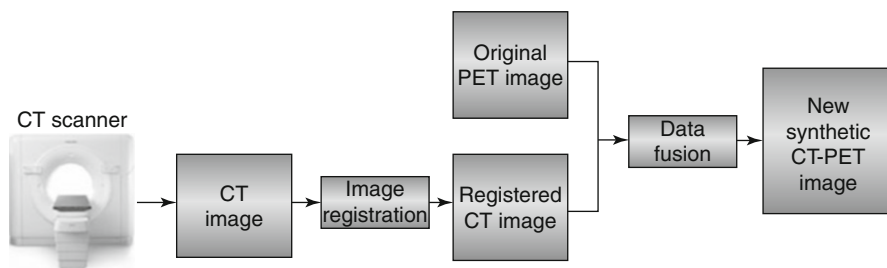 CT scanner
CT
image
Image
registration
Original
PET image
Registered
CT image
Data
fusion
New
synthetic
CT-PET
image